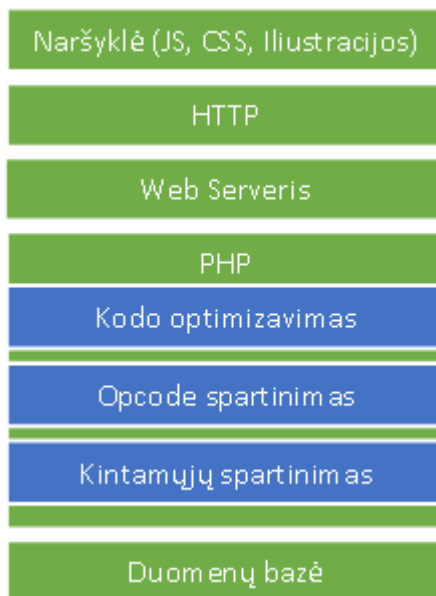 Naršyklė (JS, CSS, Iliustracijos)
HTTP
Web Serveris
PHP
Kodo optimizavimas
Opcode spartinimas
Kintamųjų spartinimas
Duomenų bazė